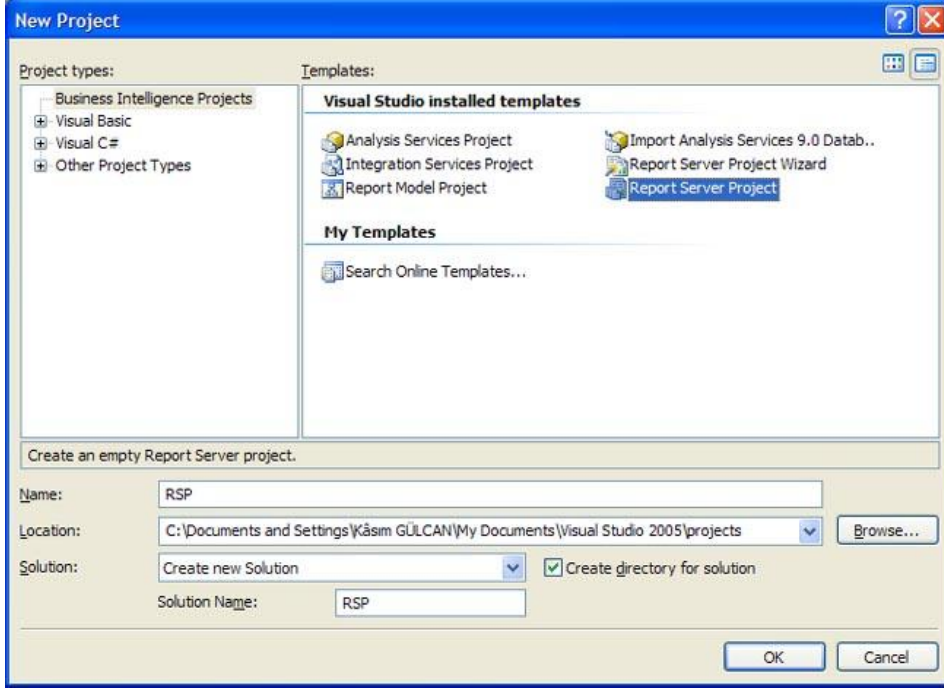 New Project
Project types:
Templates:
Business Intelligence Projects
Visual Basic
Visual C#
Other Project Types
Visual Studio installed templates
Analysis Services Project
Import Analysis Services 9.0 Datab..
Integration Services Project
Report Server Project Wizard
Report Model Project
Report Server Project
My Templates
Search Online Templates...
Create an empty Report Server project.
Name:
RSP
Location:
C:\Documents and Settings\Kâsım GÜLCAN\My Documents\Visual Studio 2005\projects
Browse...
Solution:
Create new Solution
Create directory for solution
Solution Name:
RSP
OK
Cancel